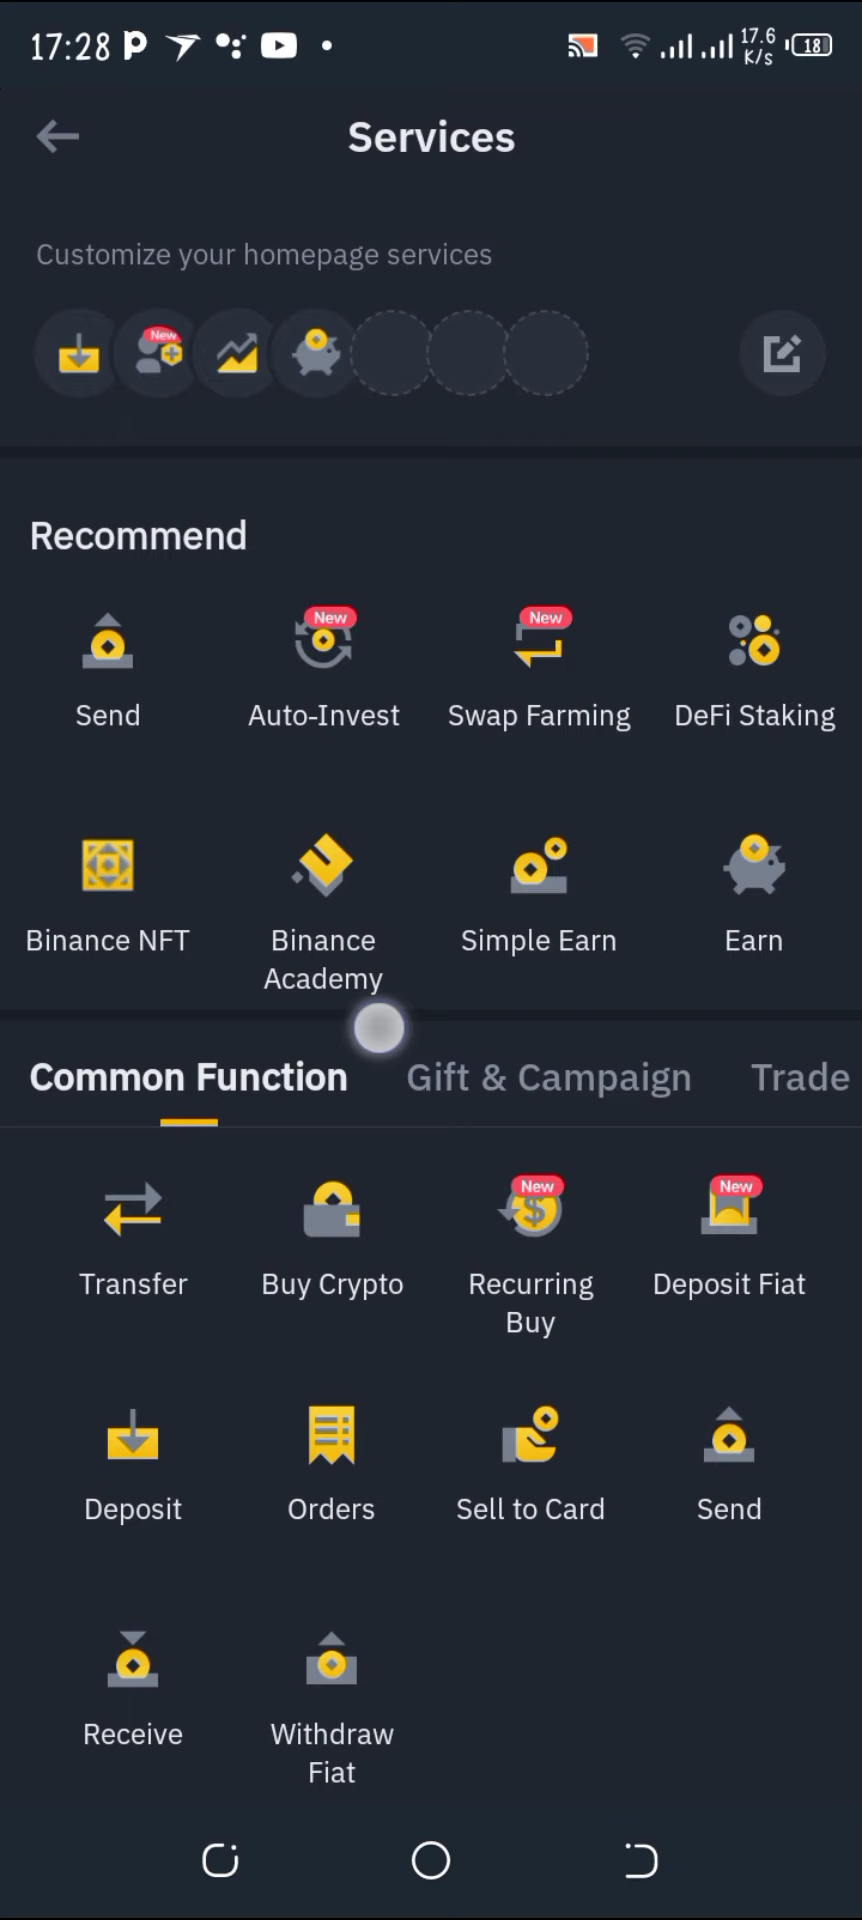 17:28
17.6
K/s
18
Services
Customize your homepage services
New
Recommend
New
New
Send
Auto-Invest
Swap Farming
DeFi Staking
Binance NFT
Binance
Academy
Simple Earn
Earn
Common Function
Gift & Campaign
Trade
New
New
Transfer
Buy Crypto
Recurring
Buy
Deposit Fiat
Deposit
Orders
Sell to Card
Send
Receive
Withdraw
Fiat